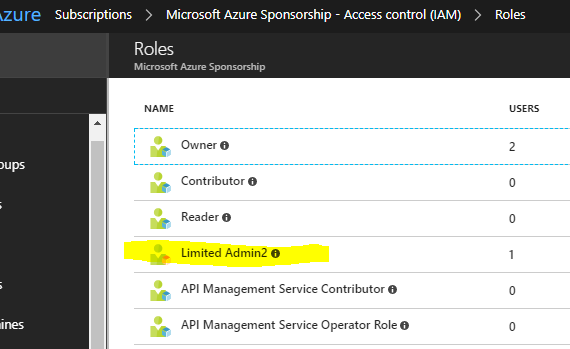 Azure Subscriptions > Microsoft Azure Sponsorship - Access control (IAM) > Roles
Roles
Microsoft Azure Sponsorship
NAME USERS
Owner 2
Contributor 0
Reader 0
Limited Admin2 1
API Management Service Contributor 0
API Management Service Operator Role 0
oups
s
s
ines